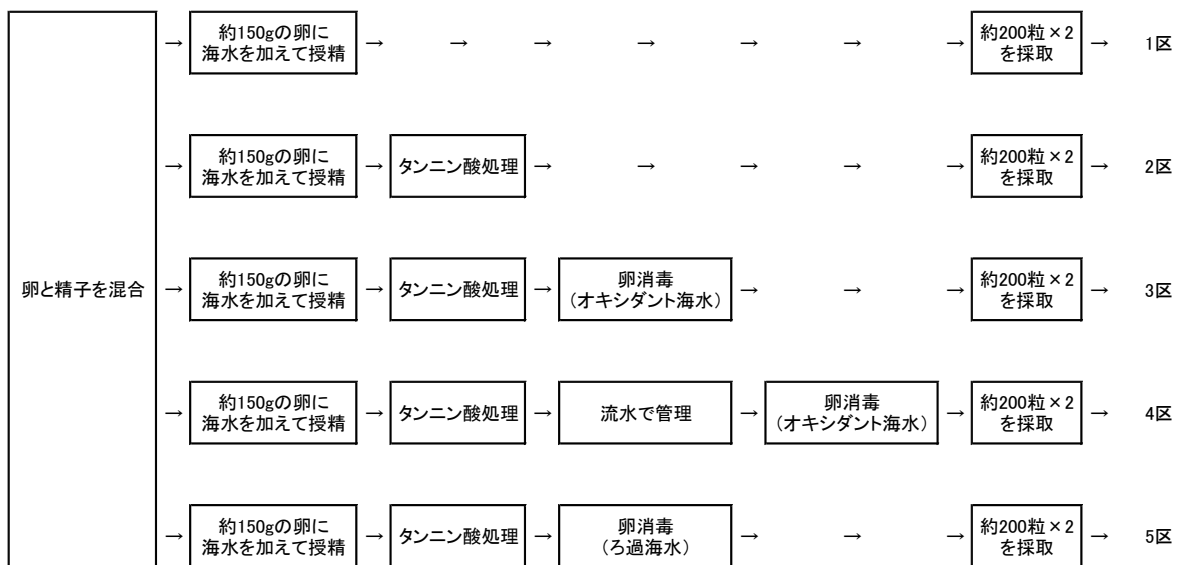 → 約150gの卵に
海水を加えて授精 → → → → → → → 約200粒×2
を採取 → 1区
→ 約150gの卵に
海水を加えて授精 → タンニン酸処理 → → → → → 約200粒×2
を採取 → 2区
卵と精子を混合 → 約150gの卵に
海水を加えて授精 → タンニン酸処理 → 卵消毒
(オキシダント海水) → → → 約200粒×2
を採取 → 3区
→ 約150gの卵に
海水を加えて授精 → タンニン酸処理 → 流水で管理 → 卵消毒
(オキシダント海水) → 約200粒×2
を採取 → 4区
→ 約150gの卵に
海水を加えて授精 → タンニン酸処理 → 卵消毒
(ろ過海水) → → → 約200粒×2
を採取 → 5区